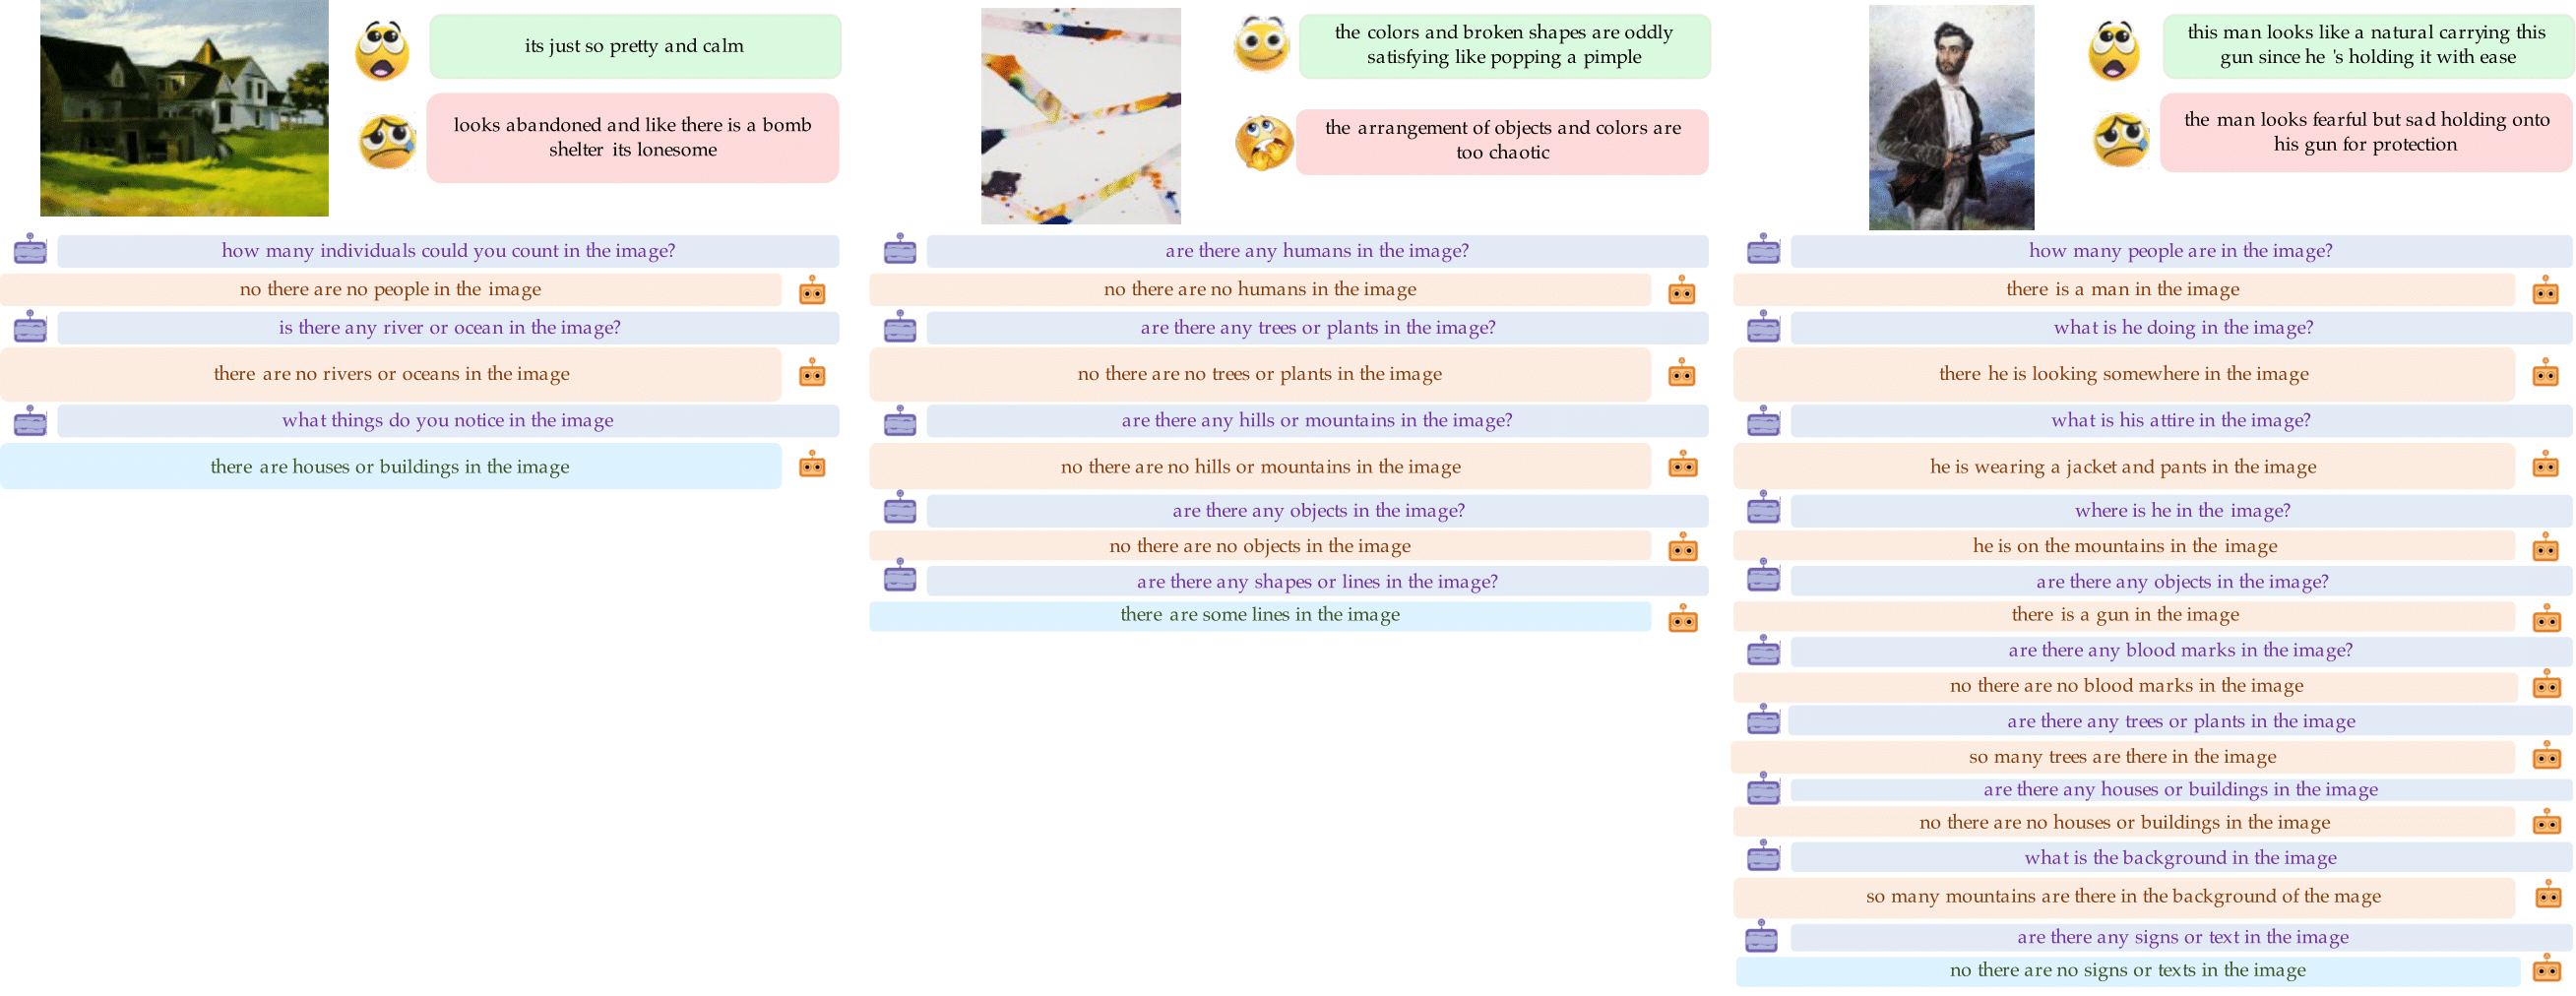 its just so pretty and calm
looks abandoned and like there is a bomb
shelter its lonesome
how many individuals could you count in the image?
no there are no people in the image
is there any river or ocean in the image?
there are no rivers or oceans in the image
what things do you notice in the image
there are houses or buildings in the image
the colors and broken shapes are oddly
satisfying like popping a pimple
the arrangement of objects and colors are
too chaotic
are there any humans in the image?
no there are no humans in the image
are there any trees or plants in the image?
no there are no trees or plants in the image
are there any hills or mountains in the image?
no there are no hills or mountains in the image
are there any objects in the image?
no there are no objects in the image
are there any shapes or lines in the image?
there are some lines in the image
this man looks like a natural carrying this
gun since he 's holding it with ease
the man looks fearful but sad holding onto
his gun for protection
how many people are in the image?
there is a man in the image
what is he doing in the image?
there he is looking somewhere in the image
what is his attire in the image?
he is wearing a jacket and pants in the image
where is he in the image?
he is on the mountains in the image
are there any objects in the image?
there is a gun in the image
are there any blood marks in the image?
no there are no blood marks in the image
are there any trees or plants in the image
so many trees are there in the image
are there any houses or buildings in the image
no there are no houses or buildings in the image
what is the background in the image
so many mountains are there in the background of the mage
are there any signs or text in the image
no there are no signs or texts in the image